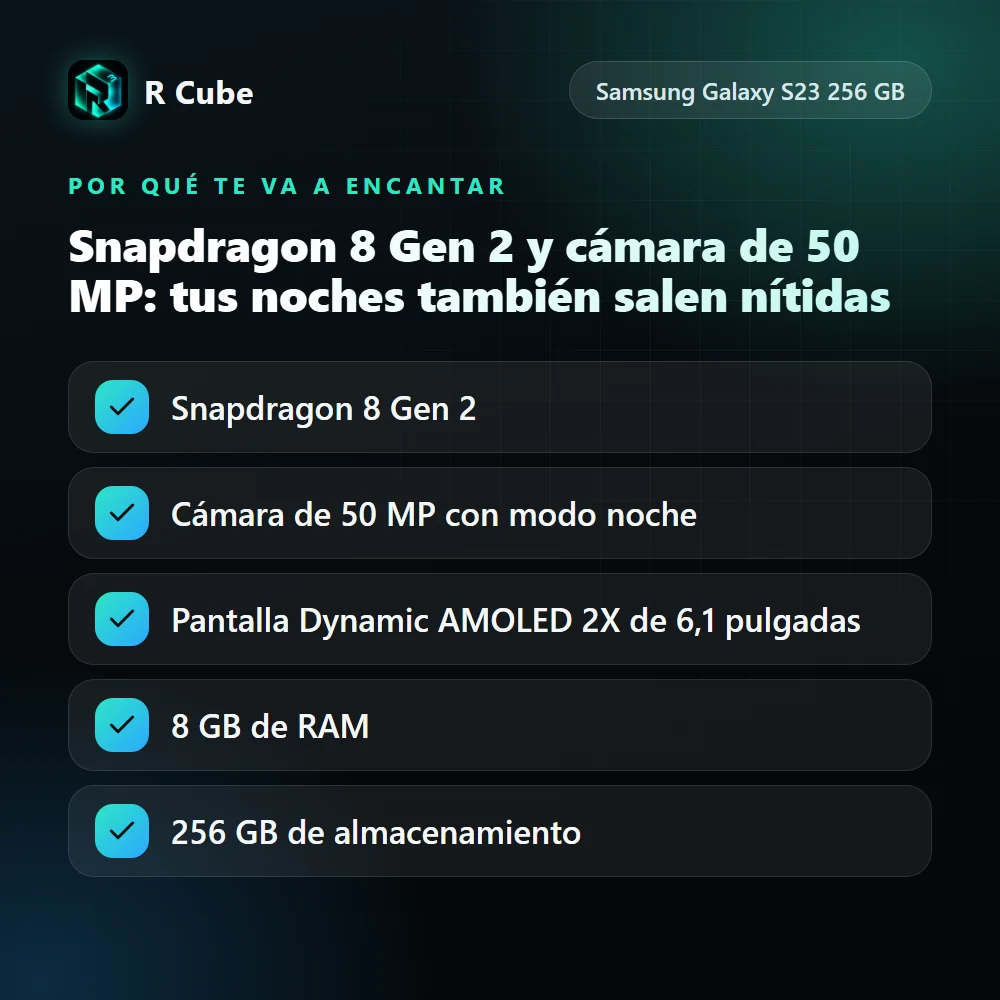 R Cube
Samsung Galaxy S23 256 GB
POR QUÉ TE VA A ENCANTAR
Snapdragon 8 Gen 2 y cámara de 50
MP: tus noches también salen nítidas
Snapdragon 8 Gen 2
Cámara de 50 MP con modo noche
Pantalla Dynamic AMOLED 2X de 6,1 pulgadas
8 GB de RAM
256 GB de almacenamiento